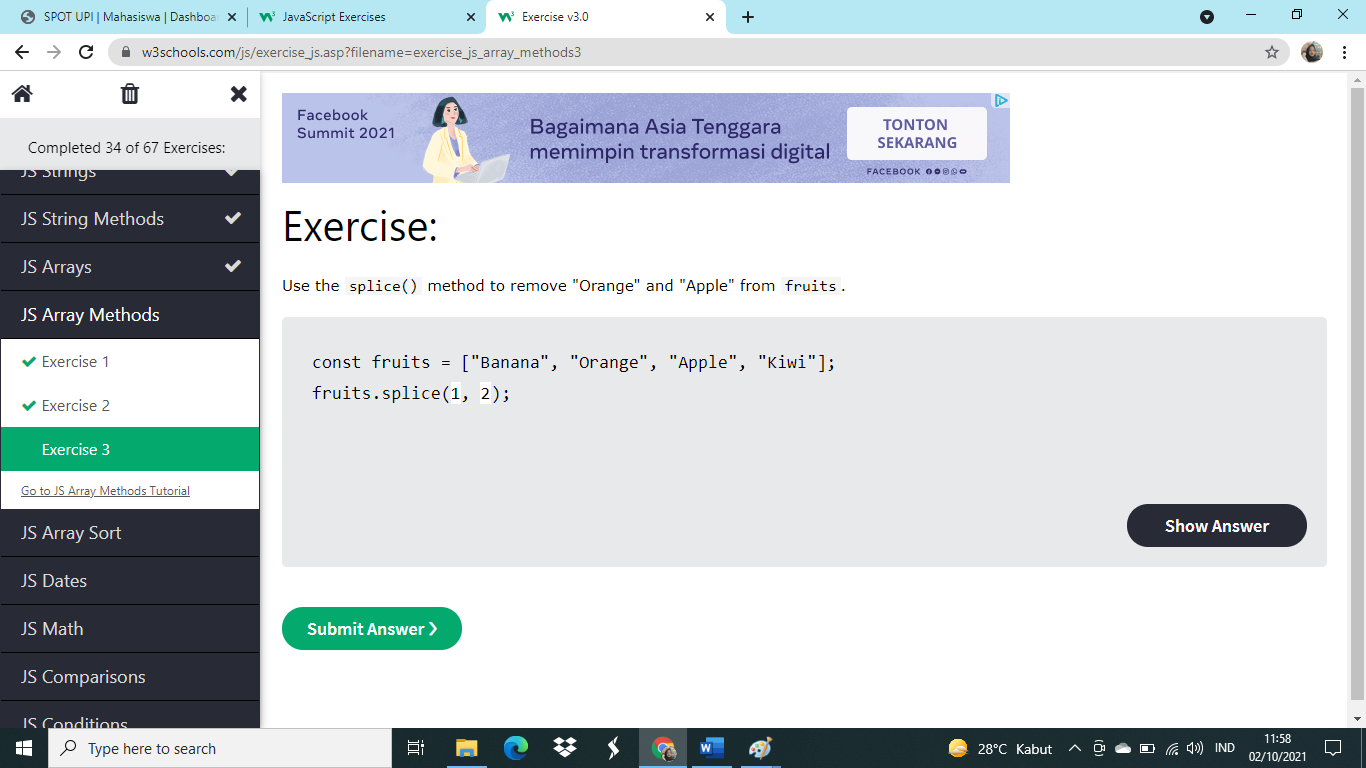 SPOT UPI | Mahasiswa | Dashboa
JavaScript Exercises
Exercise v3.0
w3schools.com/js/exercise_js.asp?filename=exercise_js_array_methods3
Completed 34 of 67 Exercises:
JS Strings
JS String Methods
JS Arrays
JS Array Methods
Exercise 1
Exercise 2
Exercise 3
Go to JS Array Methods Tutorial
JS Array Sort
JS Dates
JS Math
JS Comparisons
JS Conditions
Facebook
Summit 2021
Bagaimana Asia Tenggara
memimpin transformasi digital
TONTON
SEKARANG
FACEBOOK
Exercise:
Use the splice() method to remove "Orange" and "Apple" from fruits.
const fruits = ["Banana", "Orange", "Apple", "Kiwi"];
fruits.splice(1, 2);
Show Answer
Submit Answer ❯
Type here to search
28°C Kabut
IND
11:58
02/10/2021